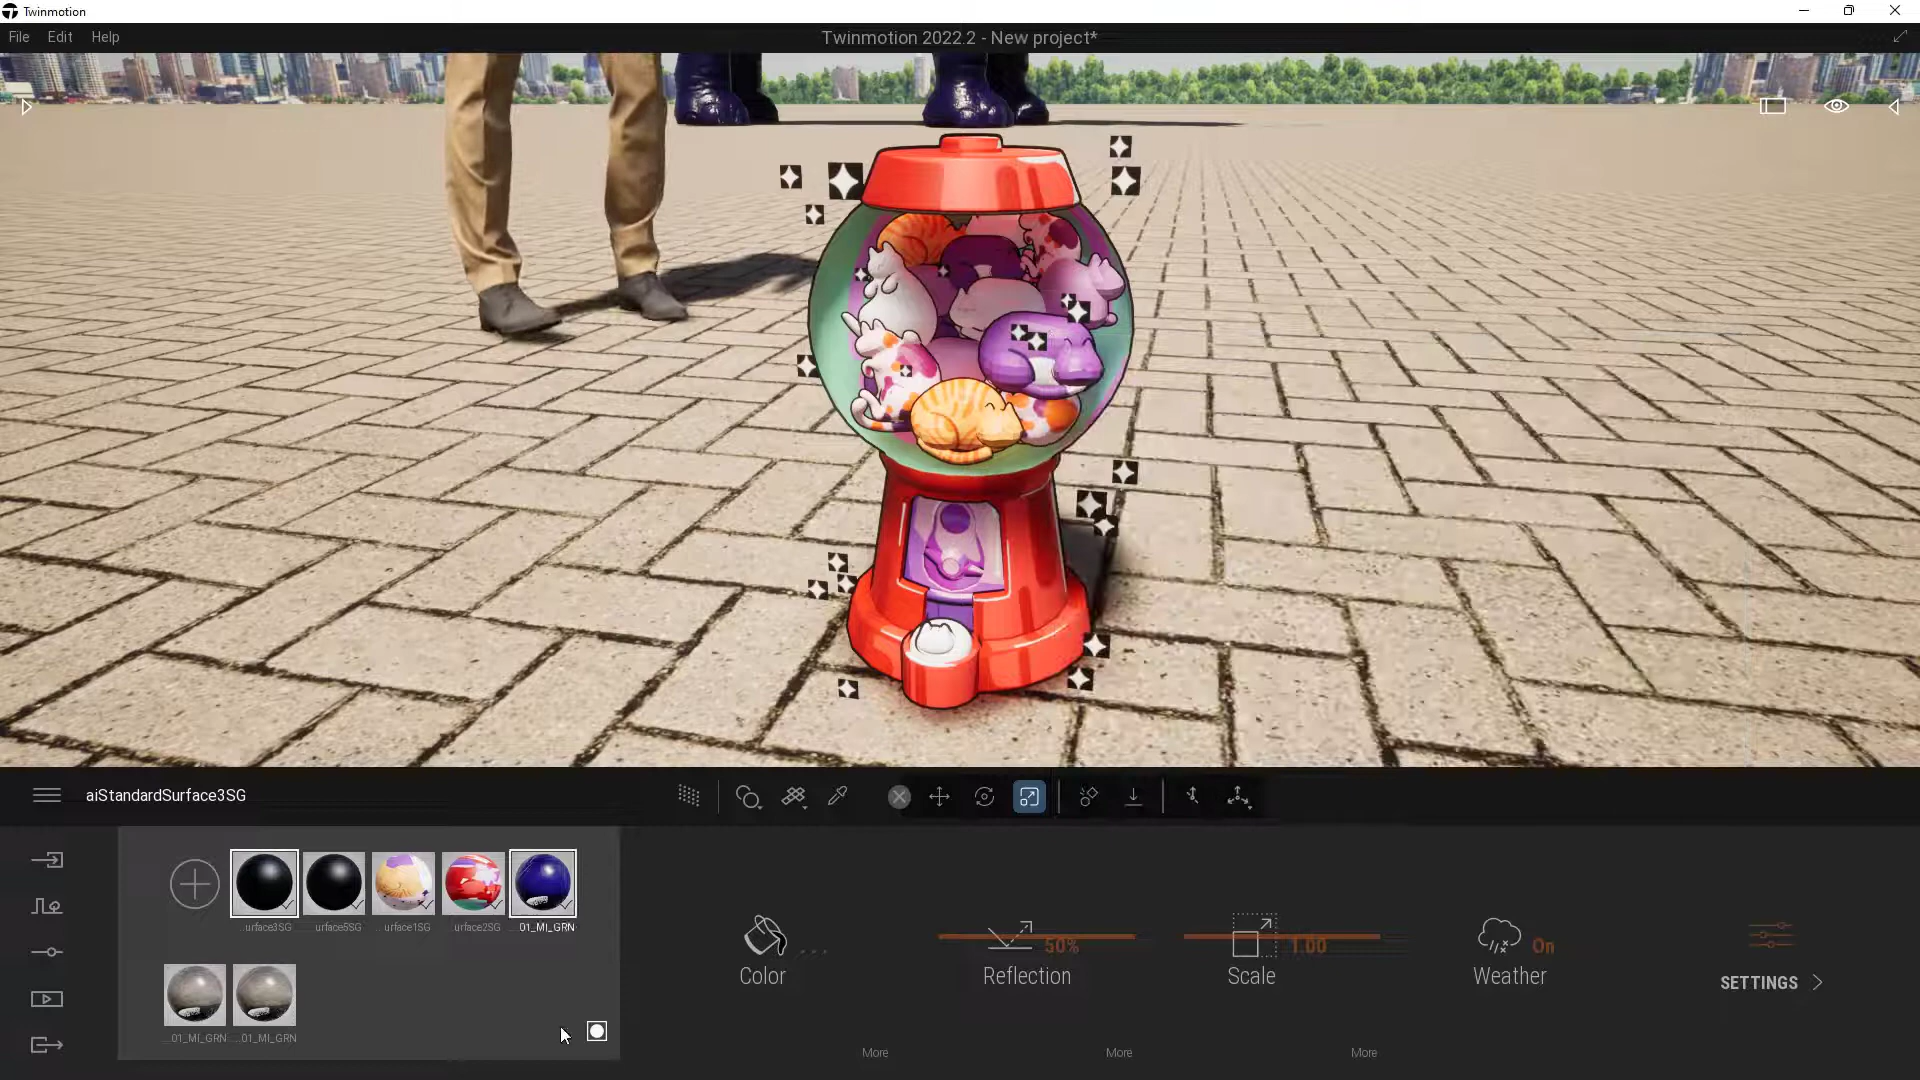 Twinmotion
File Edit Help
Twinmotion 2022.2 - New project*
aiStandardSurface3SG
...urface3SG ...urface5SG ...urface1SG ...urface2SG ...01_MI_GRN
...01_MI_GRN ...01_MI_GRN
50%
1.00
On
Color
Reflection
Scale
Weather
SETTINGS
More More More